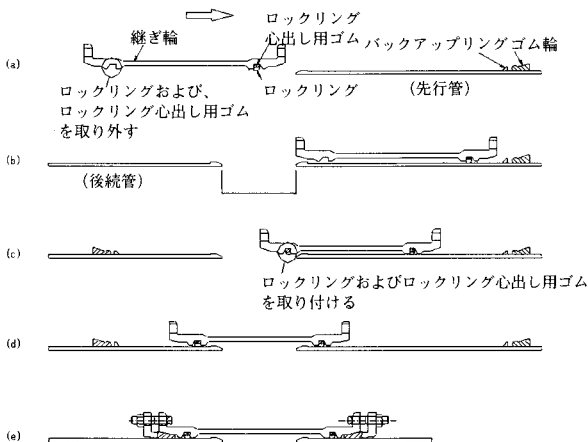 ロックリング
心出し用ゴム
継ぎ輪
バックアップリング ゴム輪
(a)
ロックリングおよび、
ロックリング心出し用ゴム
を取り外す
ロックリング
(先行管)
(b)
(後続管)
(c)
ロックリングおよびロックリング心出し用ゴム
を取り付ける
(d)
(e)